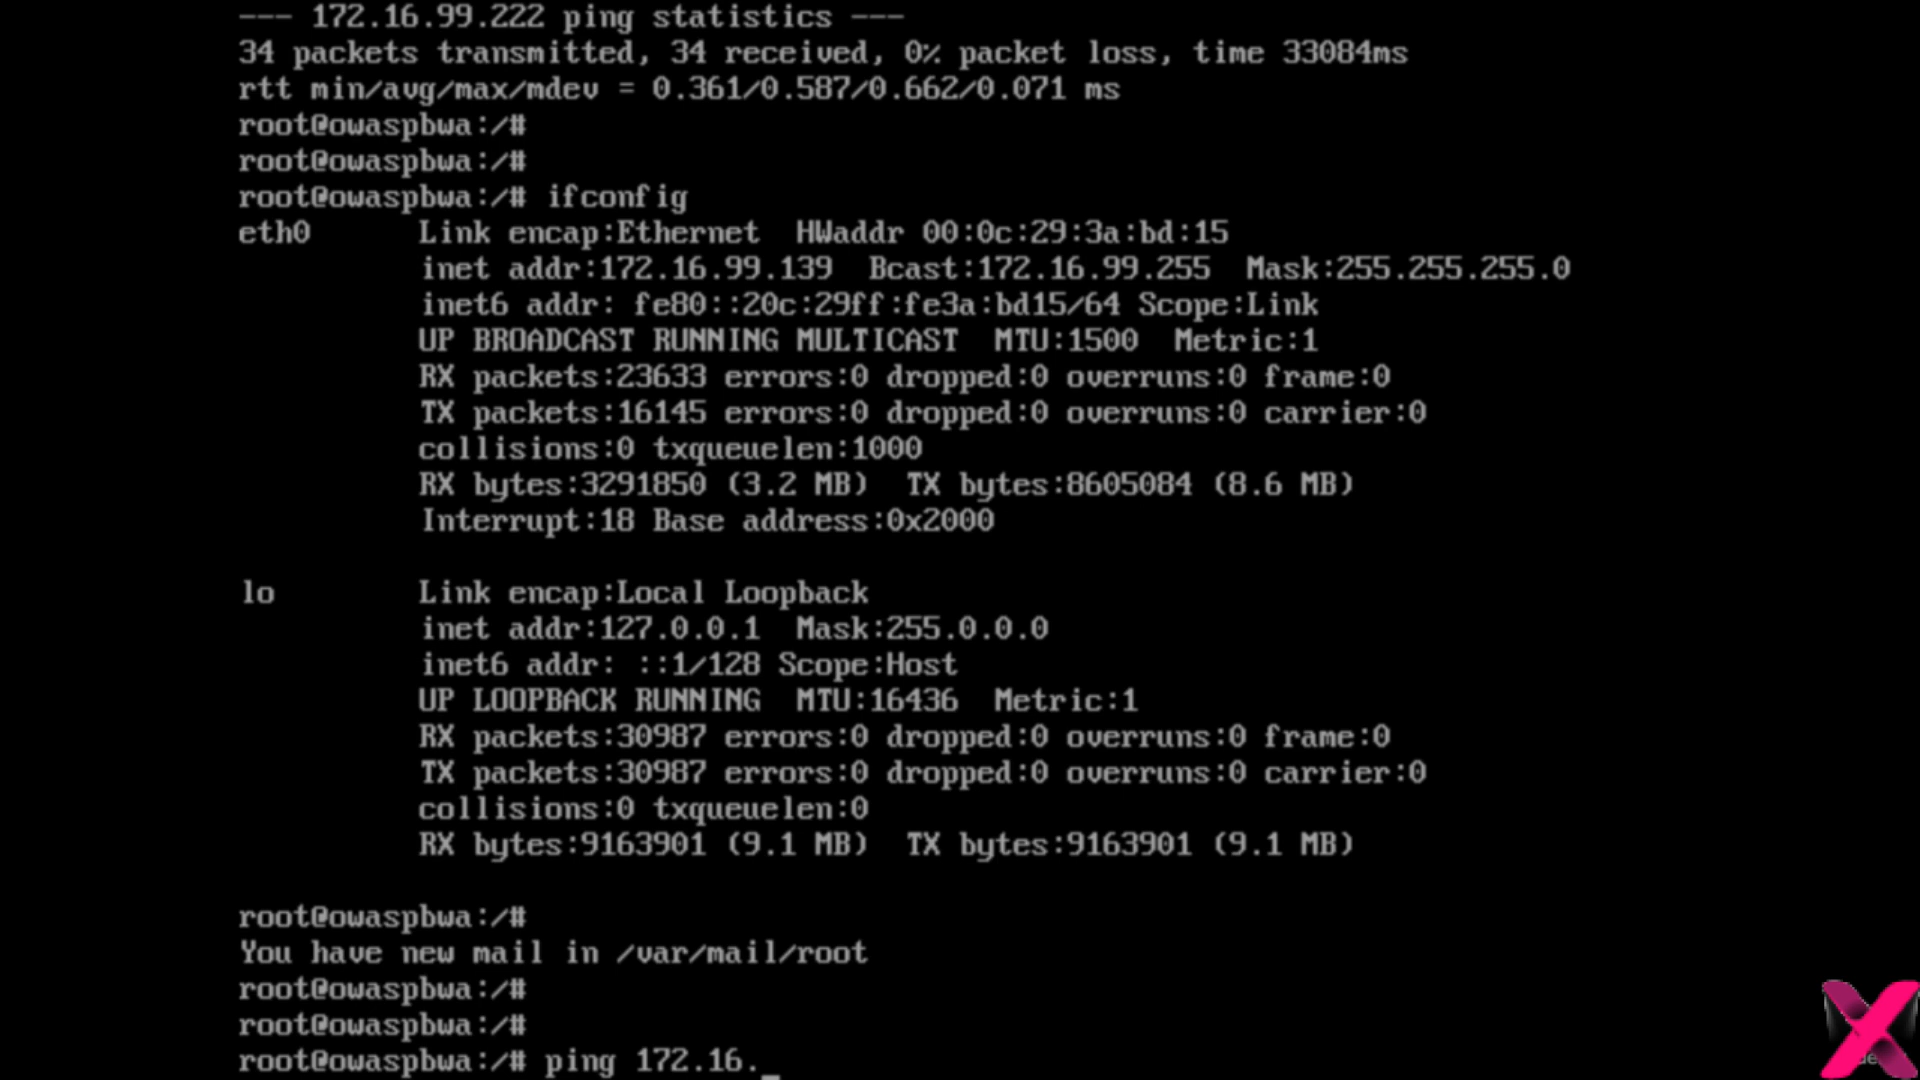 --- 172.16.99.222 ping statistics ---
34 packets transmitted, 34 received, 0% packet loss, time 33084ms
rtt min/avg/max/mdev = 0.361/0.587/0.662/0.071 ms
root@owaspbwa:/#
root@owaspbwa:/#
root@owaspbwa:/# ifconfig
eth0      Link encap:Ethernet  HWaddr 00:0c:29:3a:bd:15
          inet addr:172.16.99.139  Bcast:172.16.99.255  Mask:255.255.255.0
          inet6 addr: fe80::20c:29ff:fe3a:bd15/64 Scope:Link
          UP BROADCAST RUNNING MULTICAST  MTU:1500  Metric:1
          RX packets:23633 errors:0 dropped:0 overruns:0 frame:0
          TX packets:16145 errors:0 dropped:0 overruns:0 carrier:0
          collisions:0 txqueuelen:1000
          RX bytes:3291850 (3.2 MB)  TX bytes:8605084 (8.6 MB)
          Interrupt:18 Base address:0x2000
lo        Link encap:Local Loopback
          inet addr:127.0.0.1  Mask:255.0.0.0
          inet6 addr: ::1/128 Scope:Host
          UP LOOPBACK RUNNING  MTU:16436  Metric:1
          RX packets:30987 errors:0 dropped:0 overruns:0 frame:0
          TX packets:30987 errors:0 dropped:0 overruns:0 carrier:0
          collisions:0 txqueuelen:0
          RX bytes:9163901 (9.1 MB)  TX bytes:9163901 (9.1 MB)
root@owaspbwa:/#
You have new mail in /var/mail/root
root@owaspbwa:/#
root@owaspbwa:/#
root@owaspbwa:/# ping 172.16._